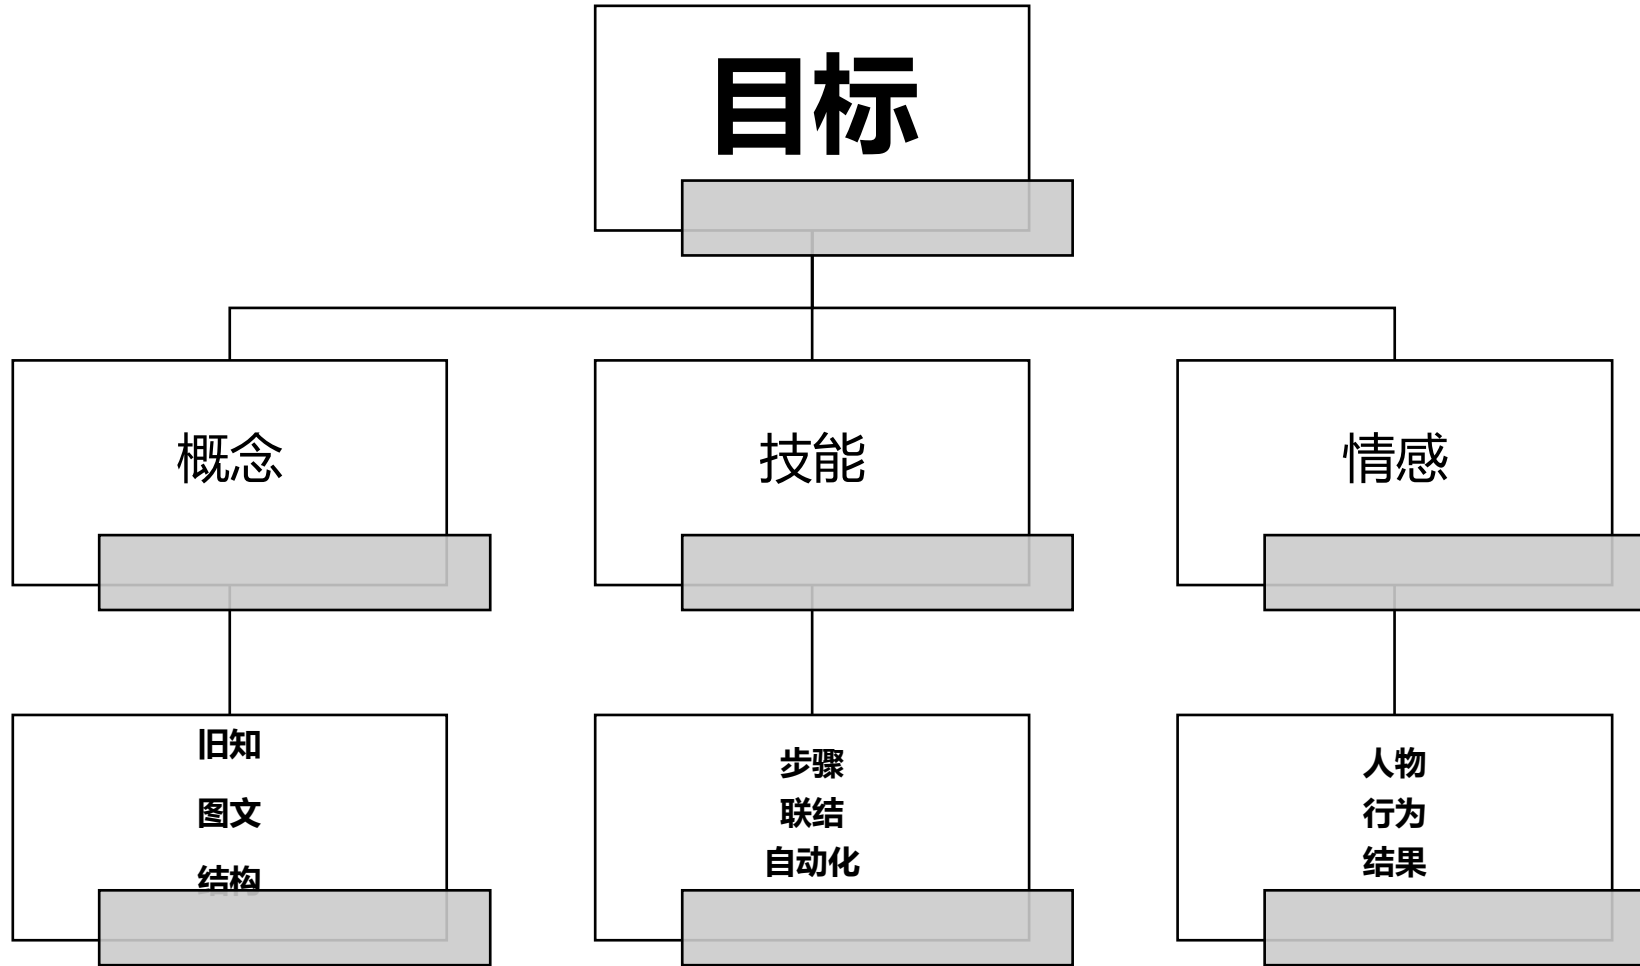 目标
概念
技能
情感
旧知
图文
结构
步骤
联结
自动化
人物
行为
结果